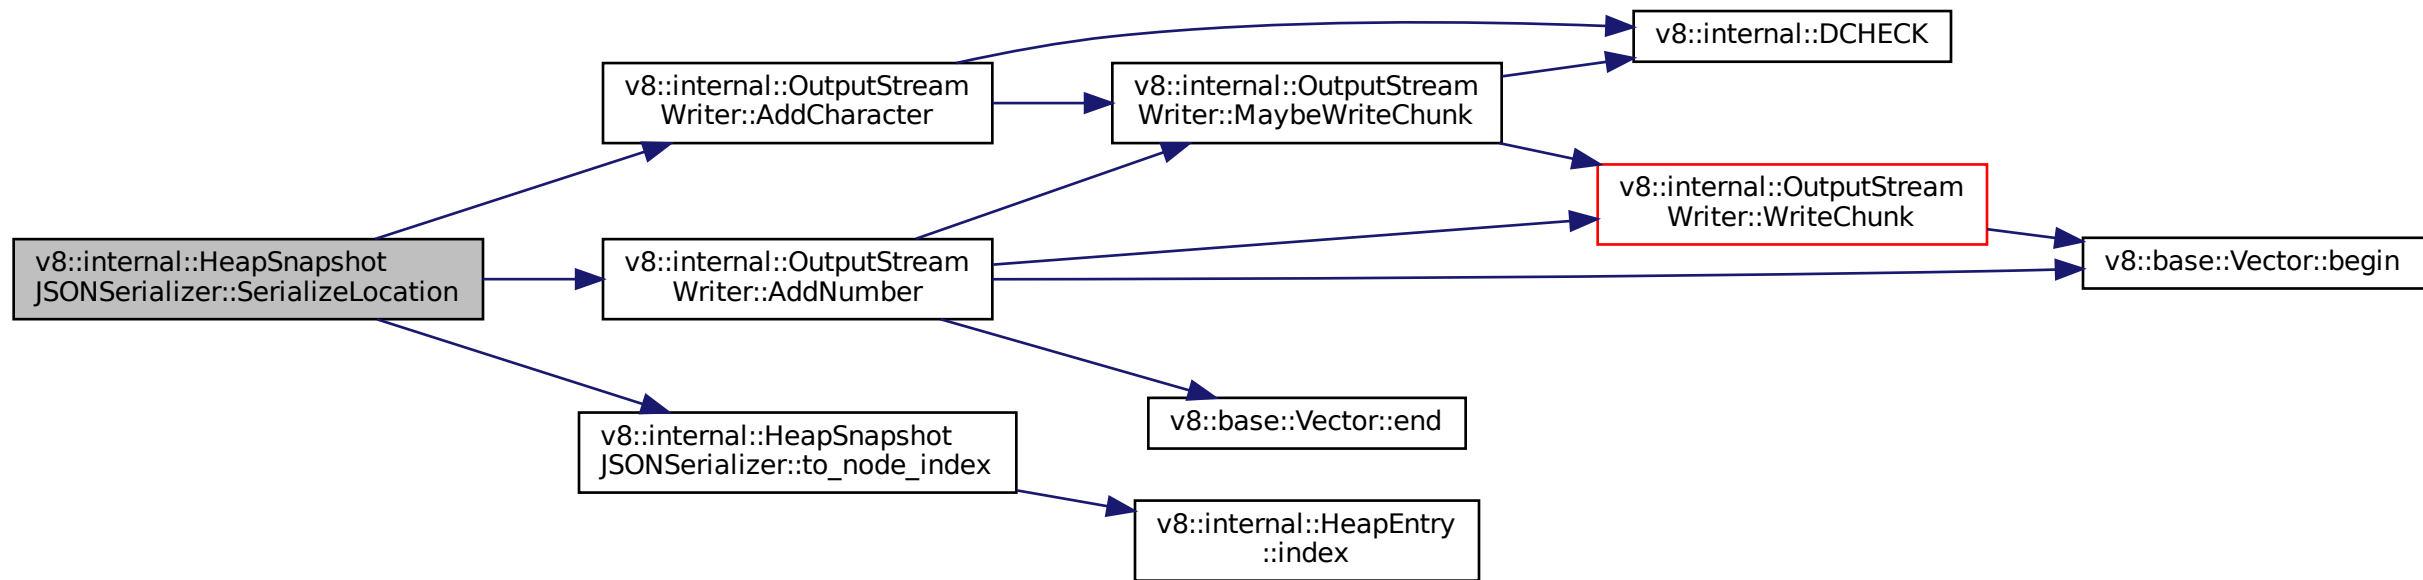 v8::internal::HeapSnapshot
JSONSerializer::SerializeLocation
v8::internal::OutputStream
Writer::AddCharacter
v8::internal::OutputStream
Writer::AddNumber
v8::internal::HeapSnapshot
JSONSerializer::to_node_index
v8::internal::OutputStream
Writer::MaybeWriteChunk
v8::base::Vector::end
v8::internal::HeapEntry
::index
v8::internal::DCHECK
v8::internal::OutputStream
Writer::WriteChunk
v8::base::Vector::begin